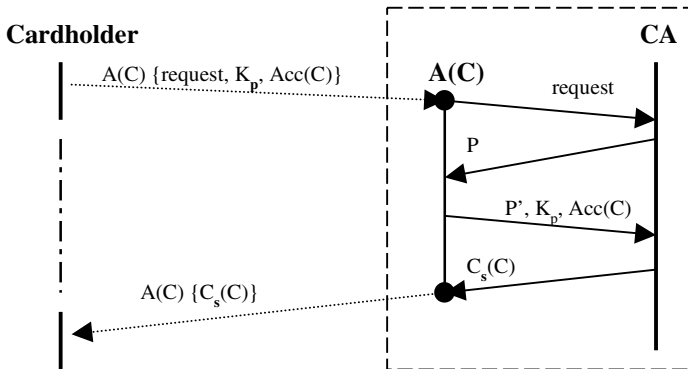 Cardholder
CA
A(C)
A(C) {request, Kp, Acc(C)}
request
P
P’, Kp, Acc(C)
Cs(C)
A(C) {Cs(C)}